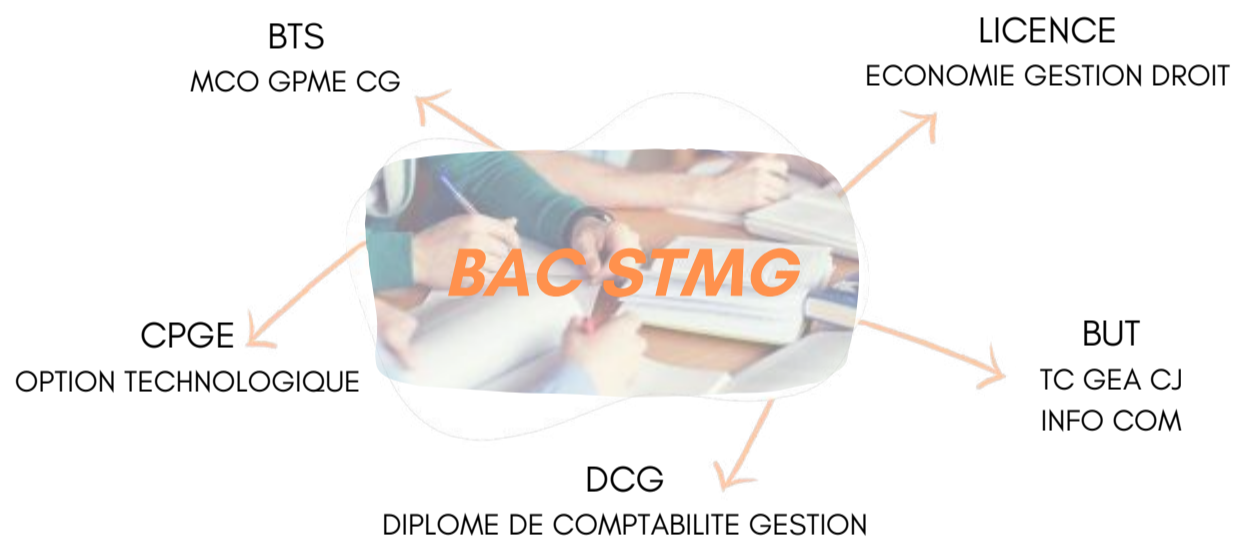 BTS
MCO GPME CG
LICENCE
ECONOMIE GESTION DROIT
BAC STMG
CPGE
OPTION TECHNOLOGIQUE
BUT
TC GEA CJ
INFO COM
DCG
DIPLOME DE COMPTABILITE GESTION